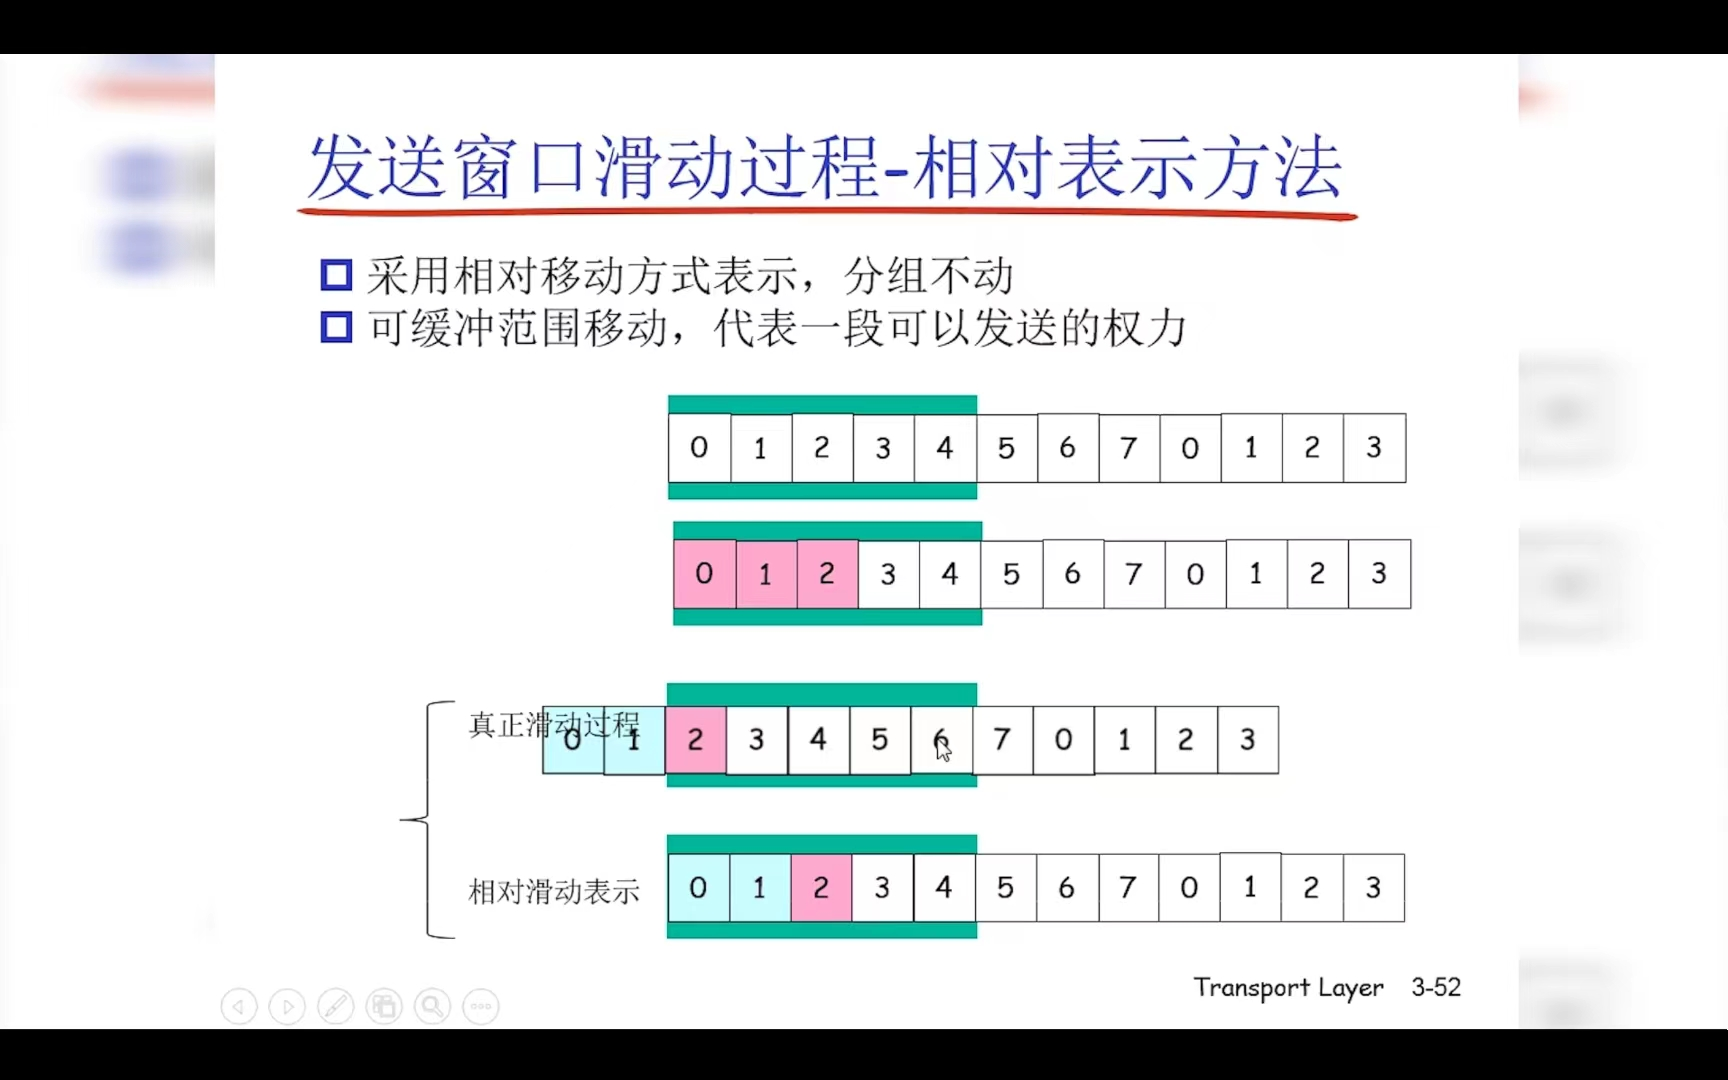 发送窗口滑动过程-相对表示方法
采用相对移动方式表示，分组不动
可缓冲范围移动，代表一段可以发送的权力
0 1 2 3 4 5 6 7 0 1 2 3
0 1 2 3 4 5 6 7 0 1 2 3
真正滑动过程
0 1 2 3 4 5 6 7 0 1 2 3
相对滑动表示
0 1 2 3 4 5 6 7 0 1 2 3
Transport Layer 3-52